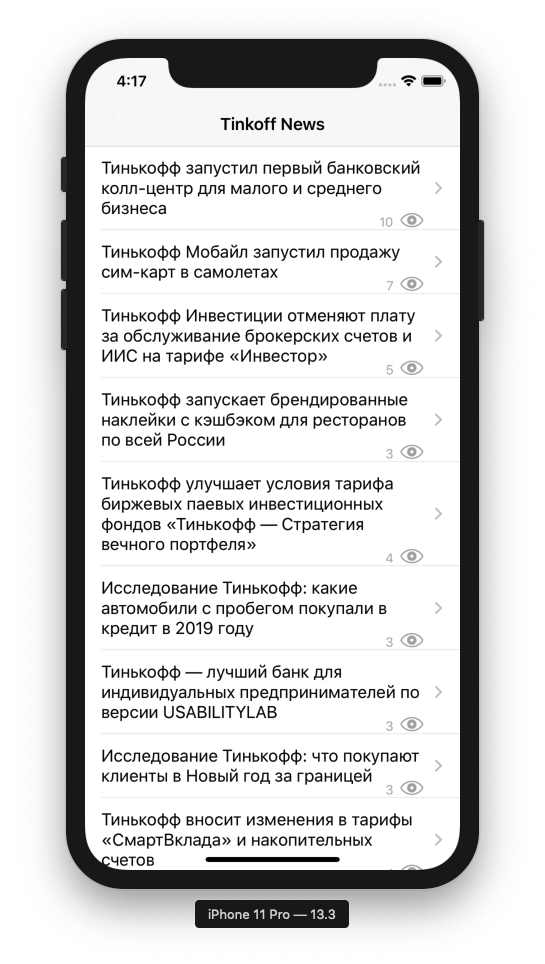 4:17
Tinkoff News
Тинькофф запустил первый банковский
колл-центр для малого и среднего
бизнеса
10
Тинькофф Мобайл запустил продажу
сим-карт в самолетах
7
Тинькофф Инвестиции отменяют плату
за обслуживание брокерских счетов и
ИИС на тарифе «Инвестор»
5
Тинькофф запускает брендированные
наклейки с кэшбэком для ресторанов
по всей России
3
Тинькофф улучшает условия тарифа
биржевых паевых инвестиционных
фондов «Тинькофф — Стратегия
вечного портфеля»
4
Исследование Тинькофф: какие
автомобили с пробегом покупали в
кредит в 2019 году
3
Тинькофф — лучший банк для
индивидуальных предпринимателей по
версии USABILITYLAB
3
Исследование Тинькофф: что покупают
клиенты в Новый год за границей
3
Тинькофф вносит изменения в тарифы
«СмартВклада» и накопительных
счетов
iPhone 11 Pro — 13.3